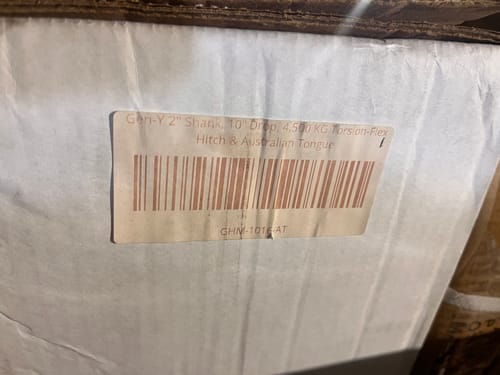 Gen-Y 2" Shank, 10" Drop, 4,500 KG Torsion-Flex
Hitch & Australian Tongue
GHM-1016-AT